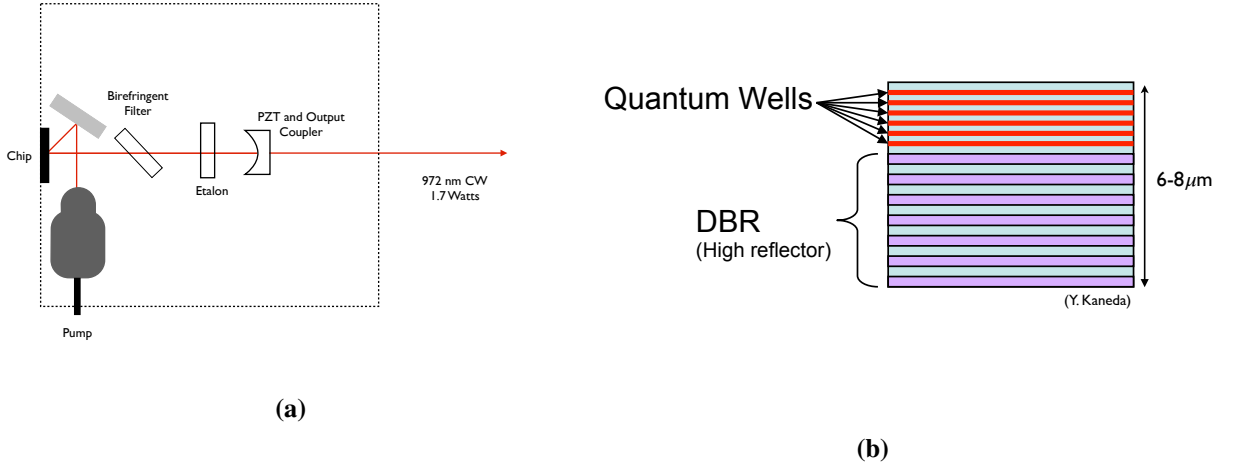 Birefringent
Filter
PZT and Output
Coupler
Chip
Etalon
972 nm CW
1.7 Watts
Pump
(a)
Quantum Wells
DBR
(High reflector)
6-8μm
(Y. Kaneda)
(b)